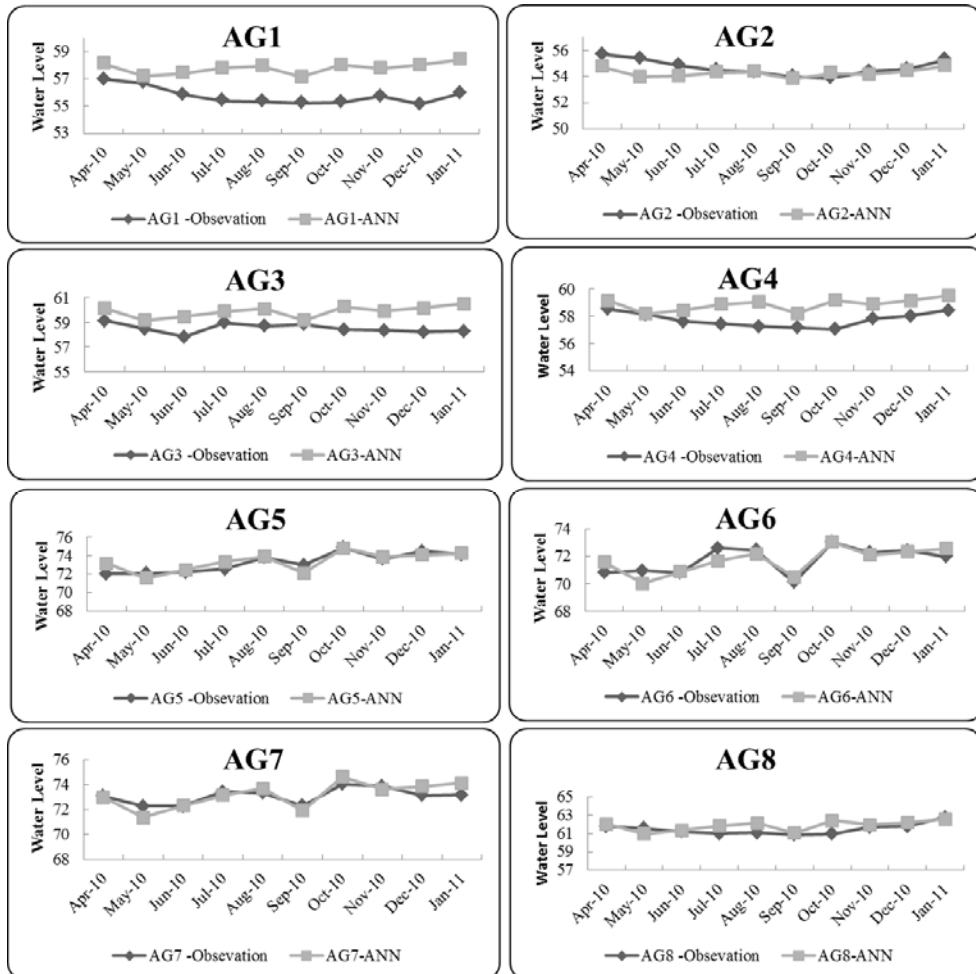 AG1
Water Level
59
57
55
53
Apr-10 May-10 Jun-10 Jul-10 Aug-10 Sep-10 Oct-10 Nov-10 Dec-10 Jan-11
AG1 -Obsevation AG1-ANN
AG2
Water Level
56
54
52
50
Apr-10 May-10 Jun-10 Jul-10 Aug-10 Sep-10 Oct-10 Nov-10 Dec-10 Jan-11
AG2 -Obsevation AG2-ANN
AG3
Water Level
61
59
57
55
Apr-10 May-10 Jun-10 Jul-10 Aug-10 Sep-10 Oct-10 Nov-10 Dec-10 Jan-11
AG3 -Obsevation AG3-ANN
AG4
Water Level
60
58
56
54
Apr-10 May-10 Jun-10 Jul-10 Aug-10 Sep-10 Oct-10 Nov-10 Dec-10 Jan-11
AG4 -Obsevation AG4-ANN
AG5
Water Level
76
74
72
70
68
Apr-10 May-10 Jun-10 Jul-10 Aug-10 Sep-10 Oct-10 Nov-10 Dec-10 Jan-11
AG5 -Obsevation AG5-ANN
AG6
Water Level
74
72
70
68
Apr-10 May-10 Jun-10 Jul-10 Aug-10 Sep-10 Oct-10 Nov-10 Dec-10 Jan-11
AG6 -Obsevation AG6-ANN
AG7
Water Level
76
74
72
70
68
Apr-10 May-10 Jun-10 Jul-10 Aug-10 Sep-10 Oct-10 Nov-10 Dec-10 Jan-11
AG7 -Obsevation AG7-ANN
AG8
Water Level
65
63
61
59
57
Apr-10 May-10 Jun-10 Jul-10 Aug-10 Sep-10 Oct-10 Nov-10 Dec-10 Jan-11
AG8 -Obsevation AG8-ANN